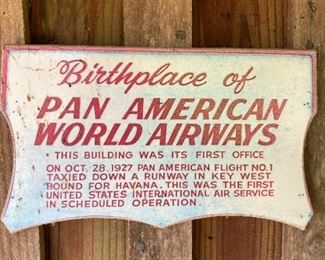 Birthplace of
PAN AMERICAN
WORLD AIRWAYS
• THIS BUILDING WAS ITS FIRST OFFICE
ON OCT. 28, 1927 PAN AMERICAN FLIGHT NO.1
TAXIED DOWN A RUNWAY IN KEY WEST
BOUND FOR HAVANA. THIS WAS THE FIRST
UNITED STATES INTERNATIONAL AIR SERVICE
IN SCHEDULED OPERATION.